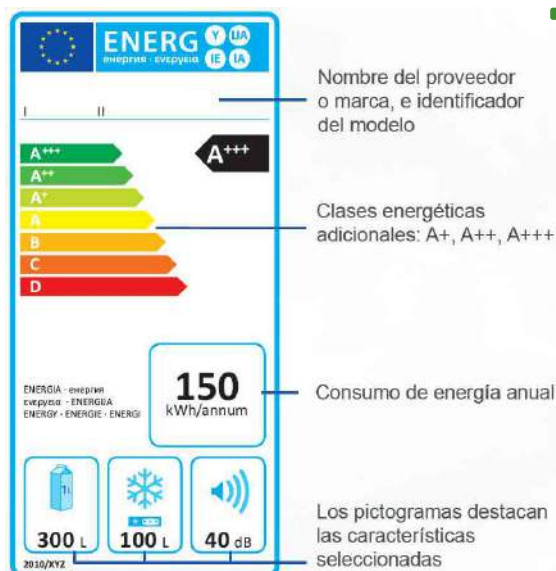 ENERG Y IJA
енергия · ενεργεια IE IA
Nombre del proveedor
o marca, e identificador
del modelo
I II
A+++ A+++
A++
A+
A
B
C
D
Clases energéticas
adicionales: A+, A++, A+++
ENERGIA · енергия
ενεργεια · ENERGIJA
ENERGY · ENERGIE · ENERGI
150
kWh/annum
Consumo de energía anual
1L
300 L
100 L
40 dB
Los pictogramas destacan
las características
seleccionadas
2010/XYZ